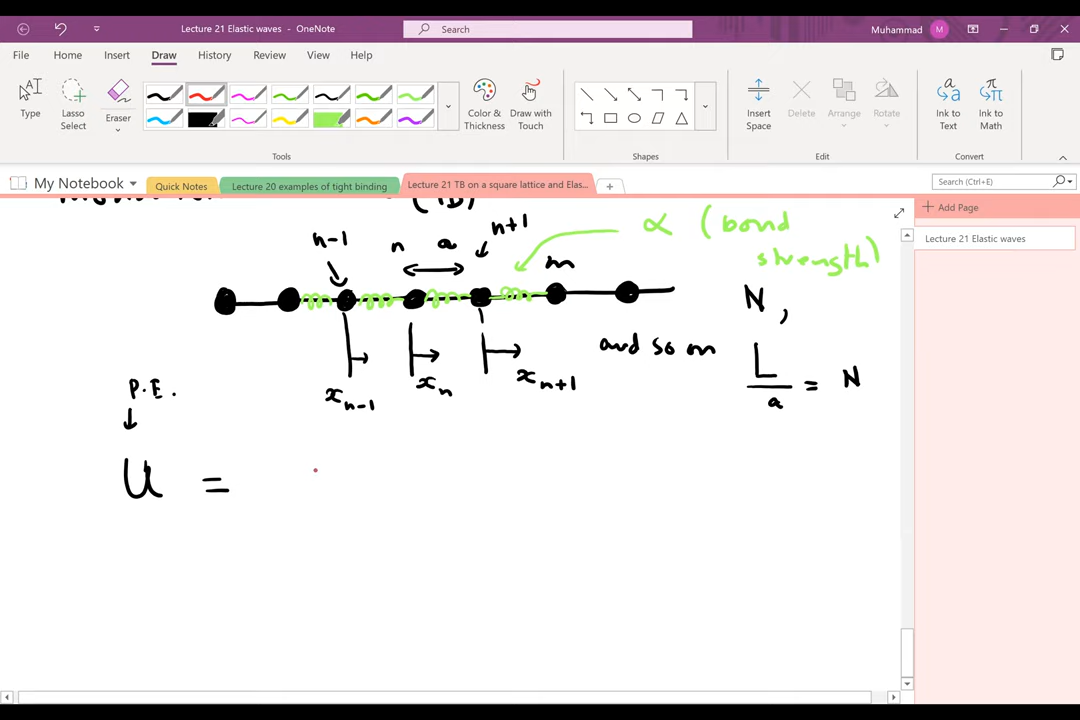 Lecture 21 Elastic waves - OneNote
Search
Muhammad
M
File Home Insert Draw History Review View Help
Type
Lasso Select
Eraser
Color & Thickness
Draw with Touch
Insert Space
Delete
Arrange
Rotate
Ink to Text
Ink to Math
Tools
Shapes
Edit
Convert
My Notebook
Quick Notes
Lecture 20 examples of tight binding
Lecture 21 TB on a square lattice and Elas...
Search (Ctrl+E)
Add Page
Lecture 21 Elastic waves
(1D)
n-1
n
a
n+1
m
α (bond strength)
N,
x_{n-1}
x_n
x_{n+1}
and so on
L/a = N
P.E.
U =